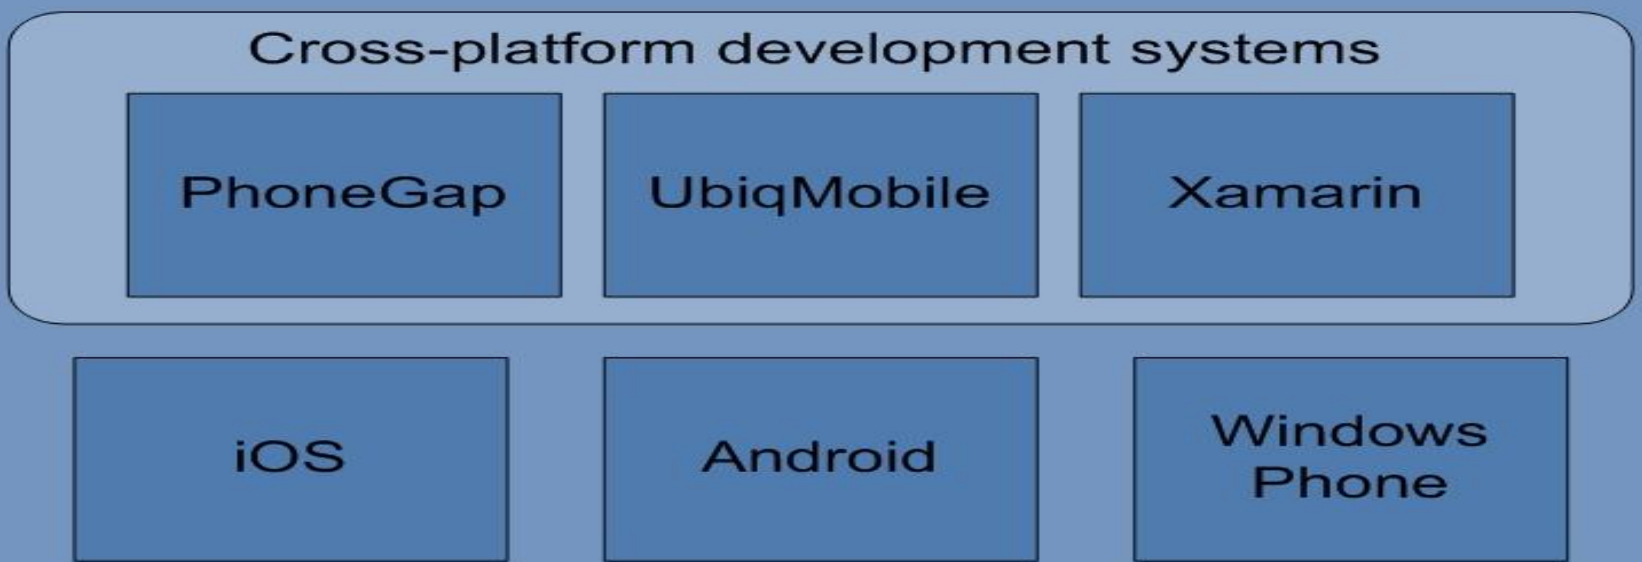 Cross-platform development systems
PhoneGap
UbiqMobile
Xamarin
iOS
Android
Windows
Phone